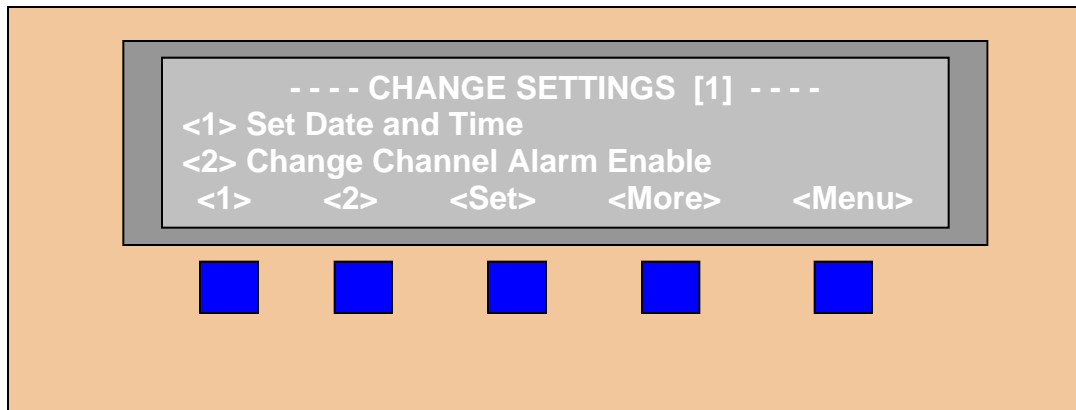 - - - - CHANGE SETTINGS [1] - - - -
<1> Set Date and Time
<2> Change Channel Alarm Enable
<1> <2> <Set> <More> <Menu>